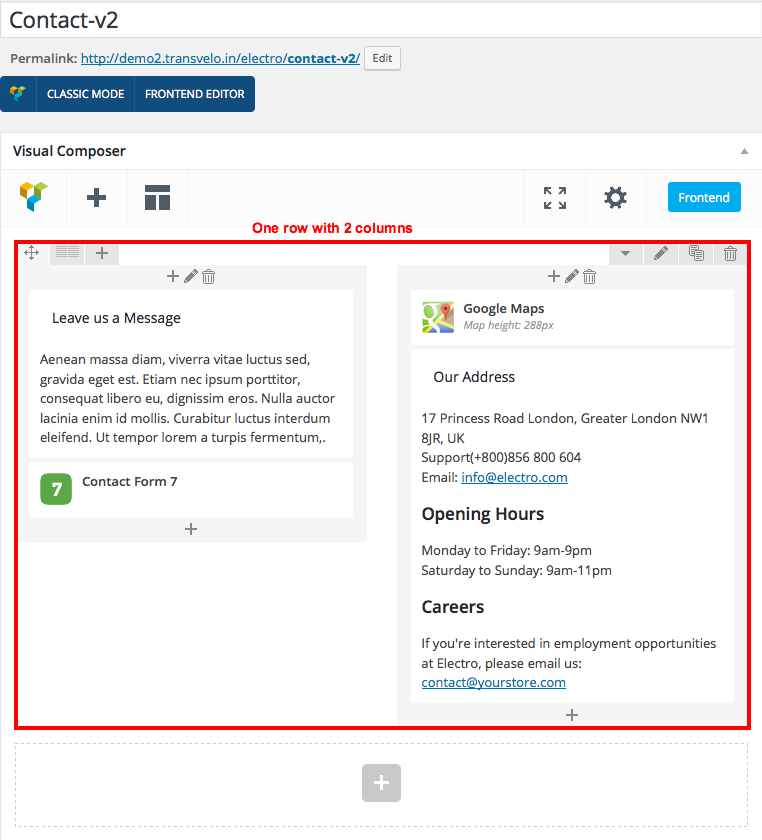 Contact-v2
Permalink: http://demo2.transvelo.in/electro/contact-v2/ Edit
CLASSIC MODE FRONTEND EDITOR
Visual Composer
Frontend
One row with 2 columns
Leave us a Message
Aenean massa diam, viverra vitae luctus sed,
gravida eget est. Etiam nec ipsum porttitor,
consequat libero eu, dignissim eros. Nulla auctor
lacinia enim id mollis. Curabitur luctus interdum
eleifend. Ut tempor lorem a turpis fermentum,.
7 Contact Form 7
Google Maps
Map height: 288px
Our Address
17 Princess Road London, Greater London NW1
8JR, UK
Support(+800)856 800 604
Email: info@electro.com
Opening Hours
Monday to Friday: 9am-9pm
Saturday to Sunday: 9am-11pm
Careers
If you're interested in employment opportunities
at Electro, please email us:
contact@yourstore.com